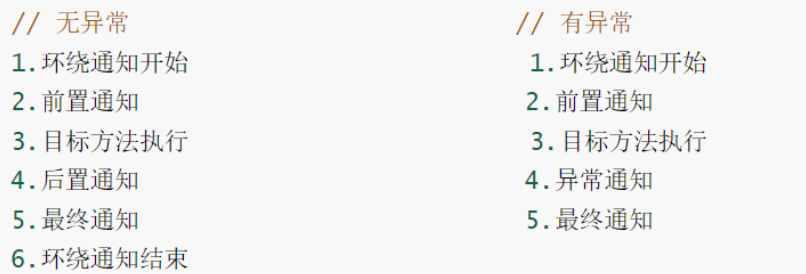 // 无异常
1.环绕通知开始
2.前置通知
3.目标方法执行
4.后置通知
5.最终通知
6.环绕通知结束
// 有异常
1.环绕通知开始
2.前置通知
3.目标方法执行
4.异常通知
5.最终通知